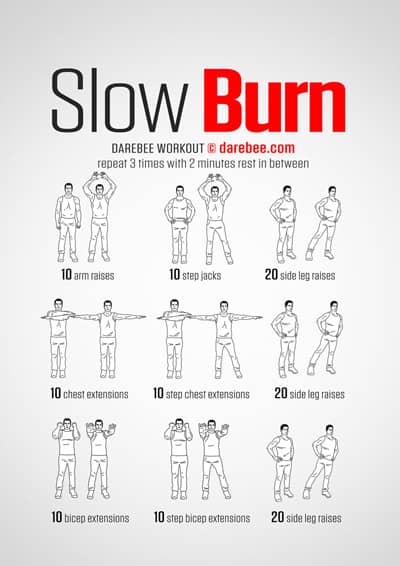 Slow Burn
DAREBEE WORKOUT © darebee.com
repeat 3 times with 2 minutes rest in between
10 arm raises
10 step jacks
20 side leg raises
10 chest extensions
10 step chest extensions
20 side leg raises
10 bicep extensions
10 step bicep extensions
20 side leg raises